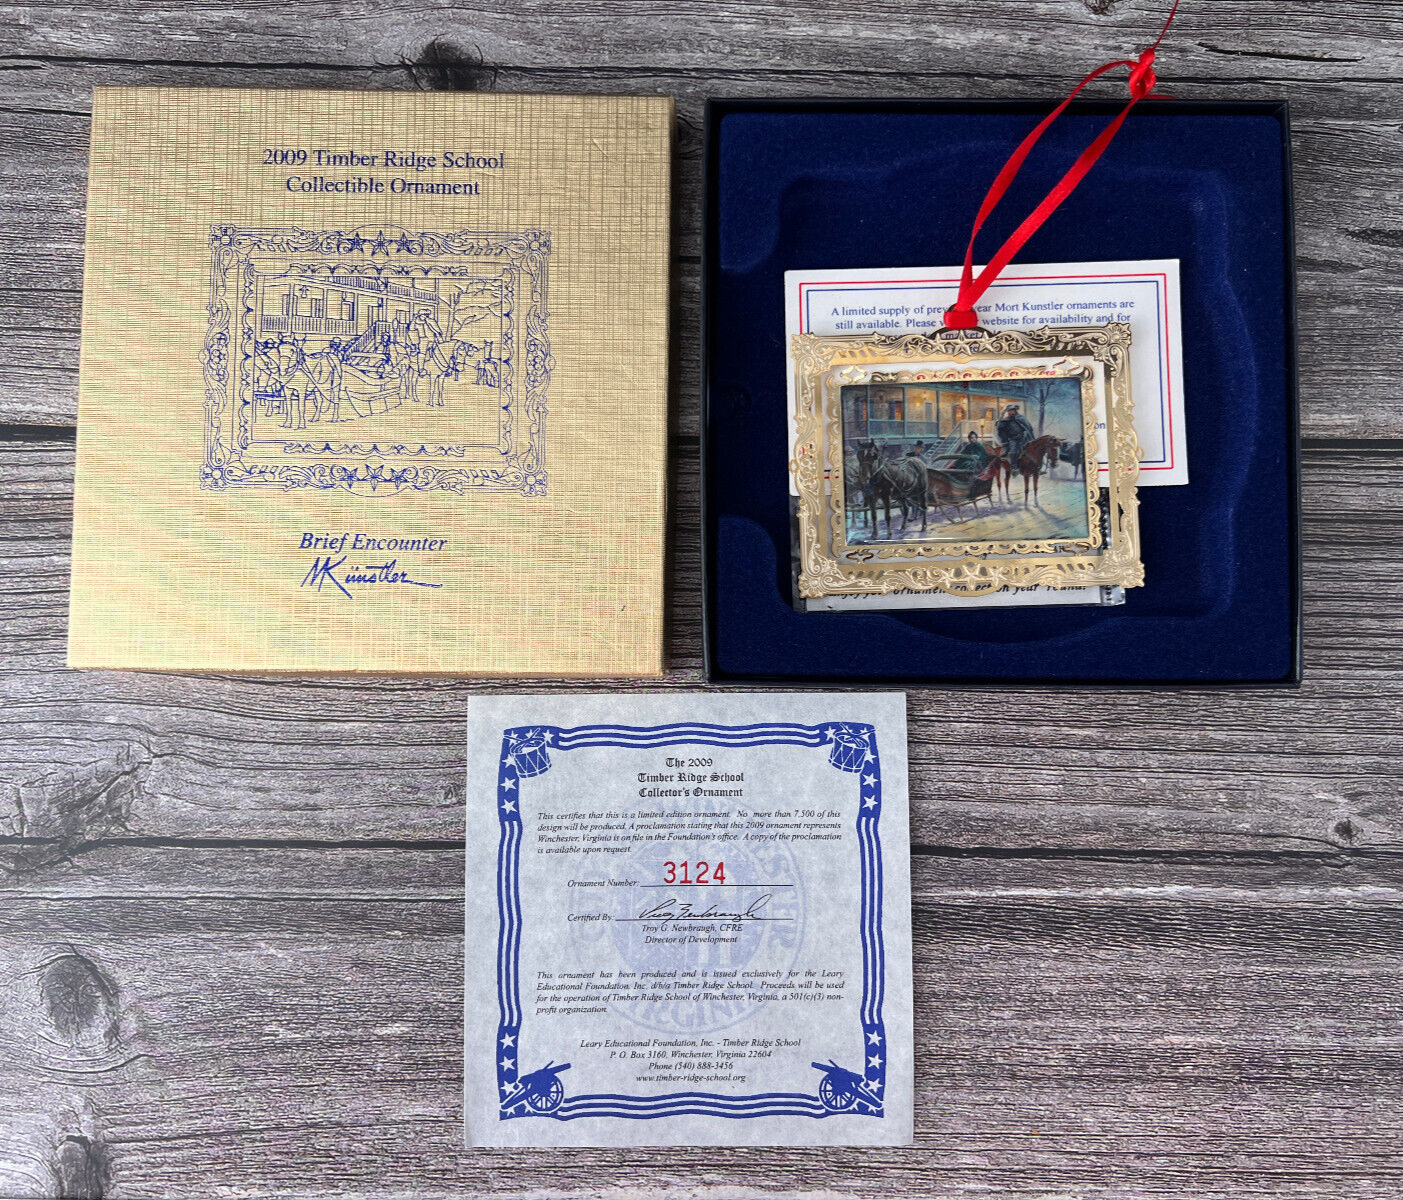 2009 Timber Ridge School
Collectible Ornament
Brief Encounter
MKünstler
A limited supply of year Mort Kunstler ornaments are
still available. Please website for availability and for
on
year round.
The 2009
Timber Ridge School
Collector's Ornament
This certifies that this is a limited edition ornament. No more than 7,500 of this
design will be produced. A proclamation stating that this 2009 ornament represents
Winchester, Virginia is on file in the Foundation's office. A copy of the proclamation
is available upon request.
Ornament Number: 3124
Certified By:
Troy G. Newbraugh, CFRE
Director of Development
This ornament has been produced and is issued exclusively for the Leary
Educational Foundation, Inc. d/b/a Timber Ridge School. Proceeds will be used
for the operation of Timber Ridge School of Winchester, Virginia, a 501(c)(3) non-
profit organization.
Leary Educational Foundation, Inc. - Timber Ridge School
P. O. Box 3160, Winchester, Virginia 22604
Phone (540) 888-3456
www.timber-ridge-school.org